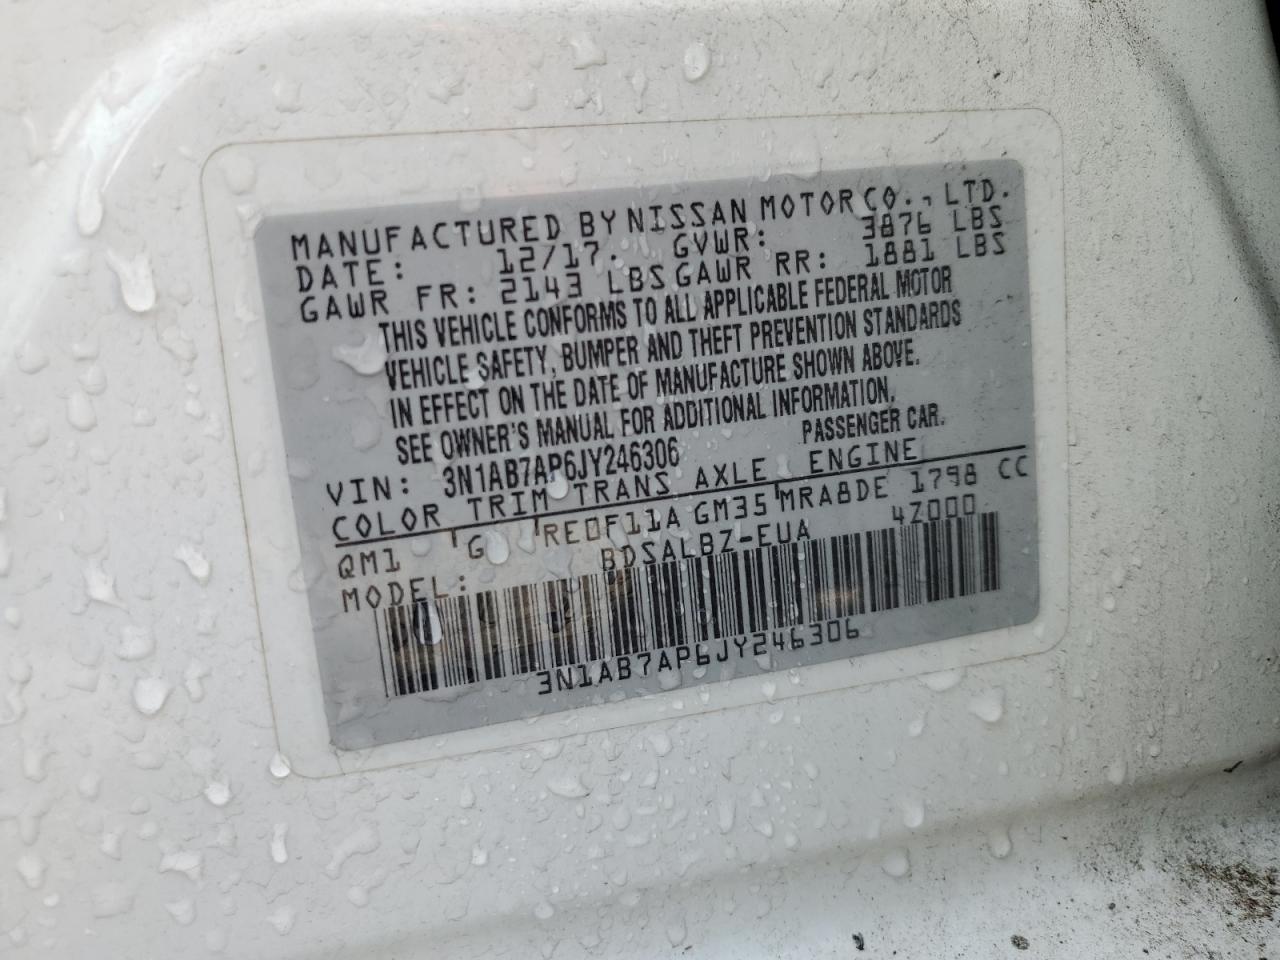 MANUFACTURED BY NISSAN MOTOR CO., LTD.
DATE: 12/17. GVWR: 3876 LBS
GAWR FR: 2143 LBS GAWR RR: 1881 LBS
THIS VEHICLE CONFORMS TO ALL APPLICABLE FEDERAL MOTOR
VEHICLE SAFETY, BUMPER AND THEFT PREVENTION STANDARDS
IN EFFECT ON THE DATE OF MANUFACTURE SHOWN ABOVE.
SEE OWNER'S MANUAL FOR ADDITIONAL INFORMATION.
VIN: 3N1AB7AP6JY246306 PASSENGER CAR.
COLOR TRIM TRANS AXLE ENGINE
QM1 G RE0F11A GM35 MRA8DE 1798 CC
MODEL: BDSALBZ-EUA 4Z000
3N1AB7AP6JY246306